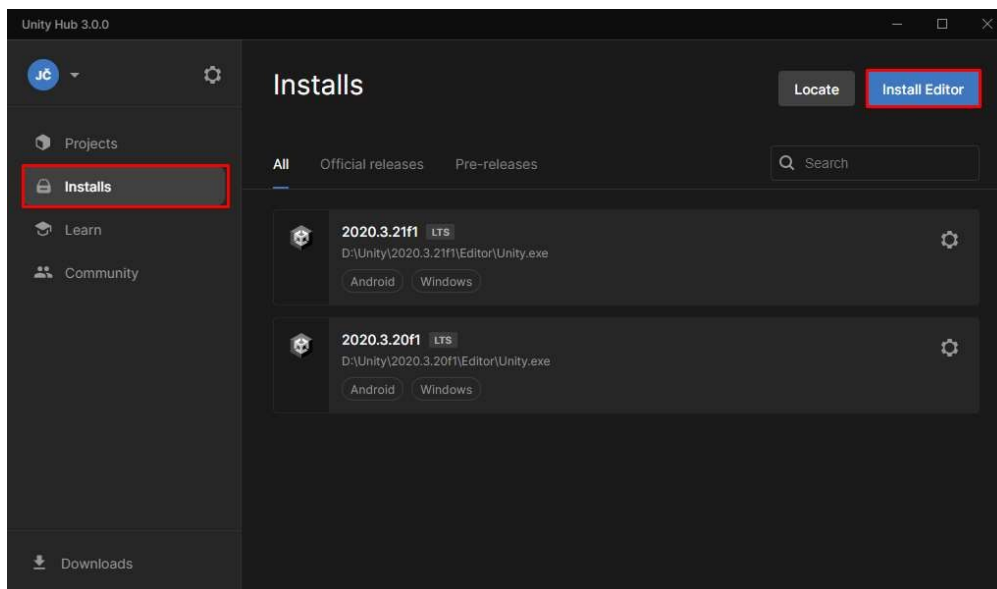 Unity Hub 3.0.0
JČ
Projects
Installs
Learn
Community
Downloads
Installs
Locate
Install Editor
All Official releases Pre-releases
Search
2020.3.21f1 LTS
D:\Unity\2020.3.21f1\Editor\Unity.exe
Android Windows
2020.3.20f1 LTS
D:\Unity\2020.3.20f1\Editor\Unity.exe
Android Windows